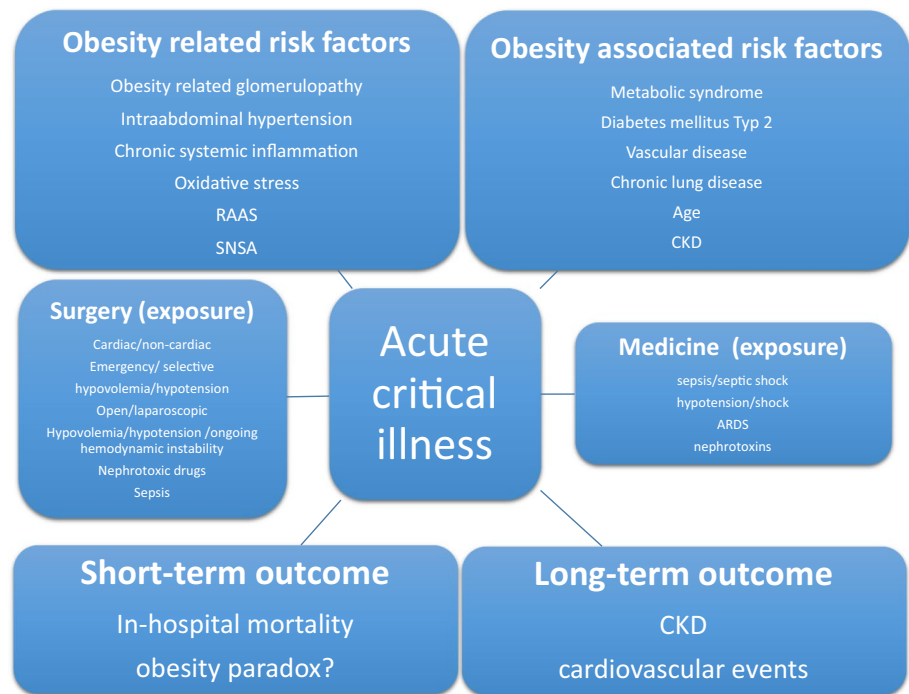 Obesity related risk factors
Obesity related glomerulopathy
Intraabdominal hypertension
Chronic systemic inflammation
Oxidative stress
RAAS
SNSA
Obesity associated risk factors
Metabolic syndrome
Diabetes mellitus Typ 2
Vascular disease
Chronic lung disease
Age
CKD
Surgery (exposure)
Cardiac/non-cardiac
Emergency/ selective
hypovolemia/hypotension
Open/laparoscopic
Hypovolemia/hypotension /ongoing
hemodynamic instability
Nephrotoxic drugs
Sepsis
Acute
critical
illness
Medicine (exposure)
sepsis/septic shock
hypotension/shock
ARDS
nephrotoxins
Short-term outcome
In-hospital mortality
obesity paradox?
Long-term outcome
CKD
cardiovascular events